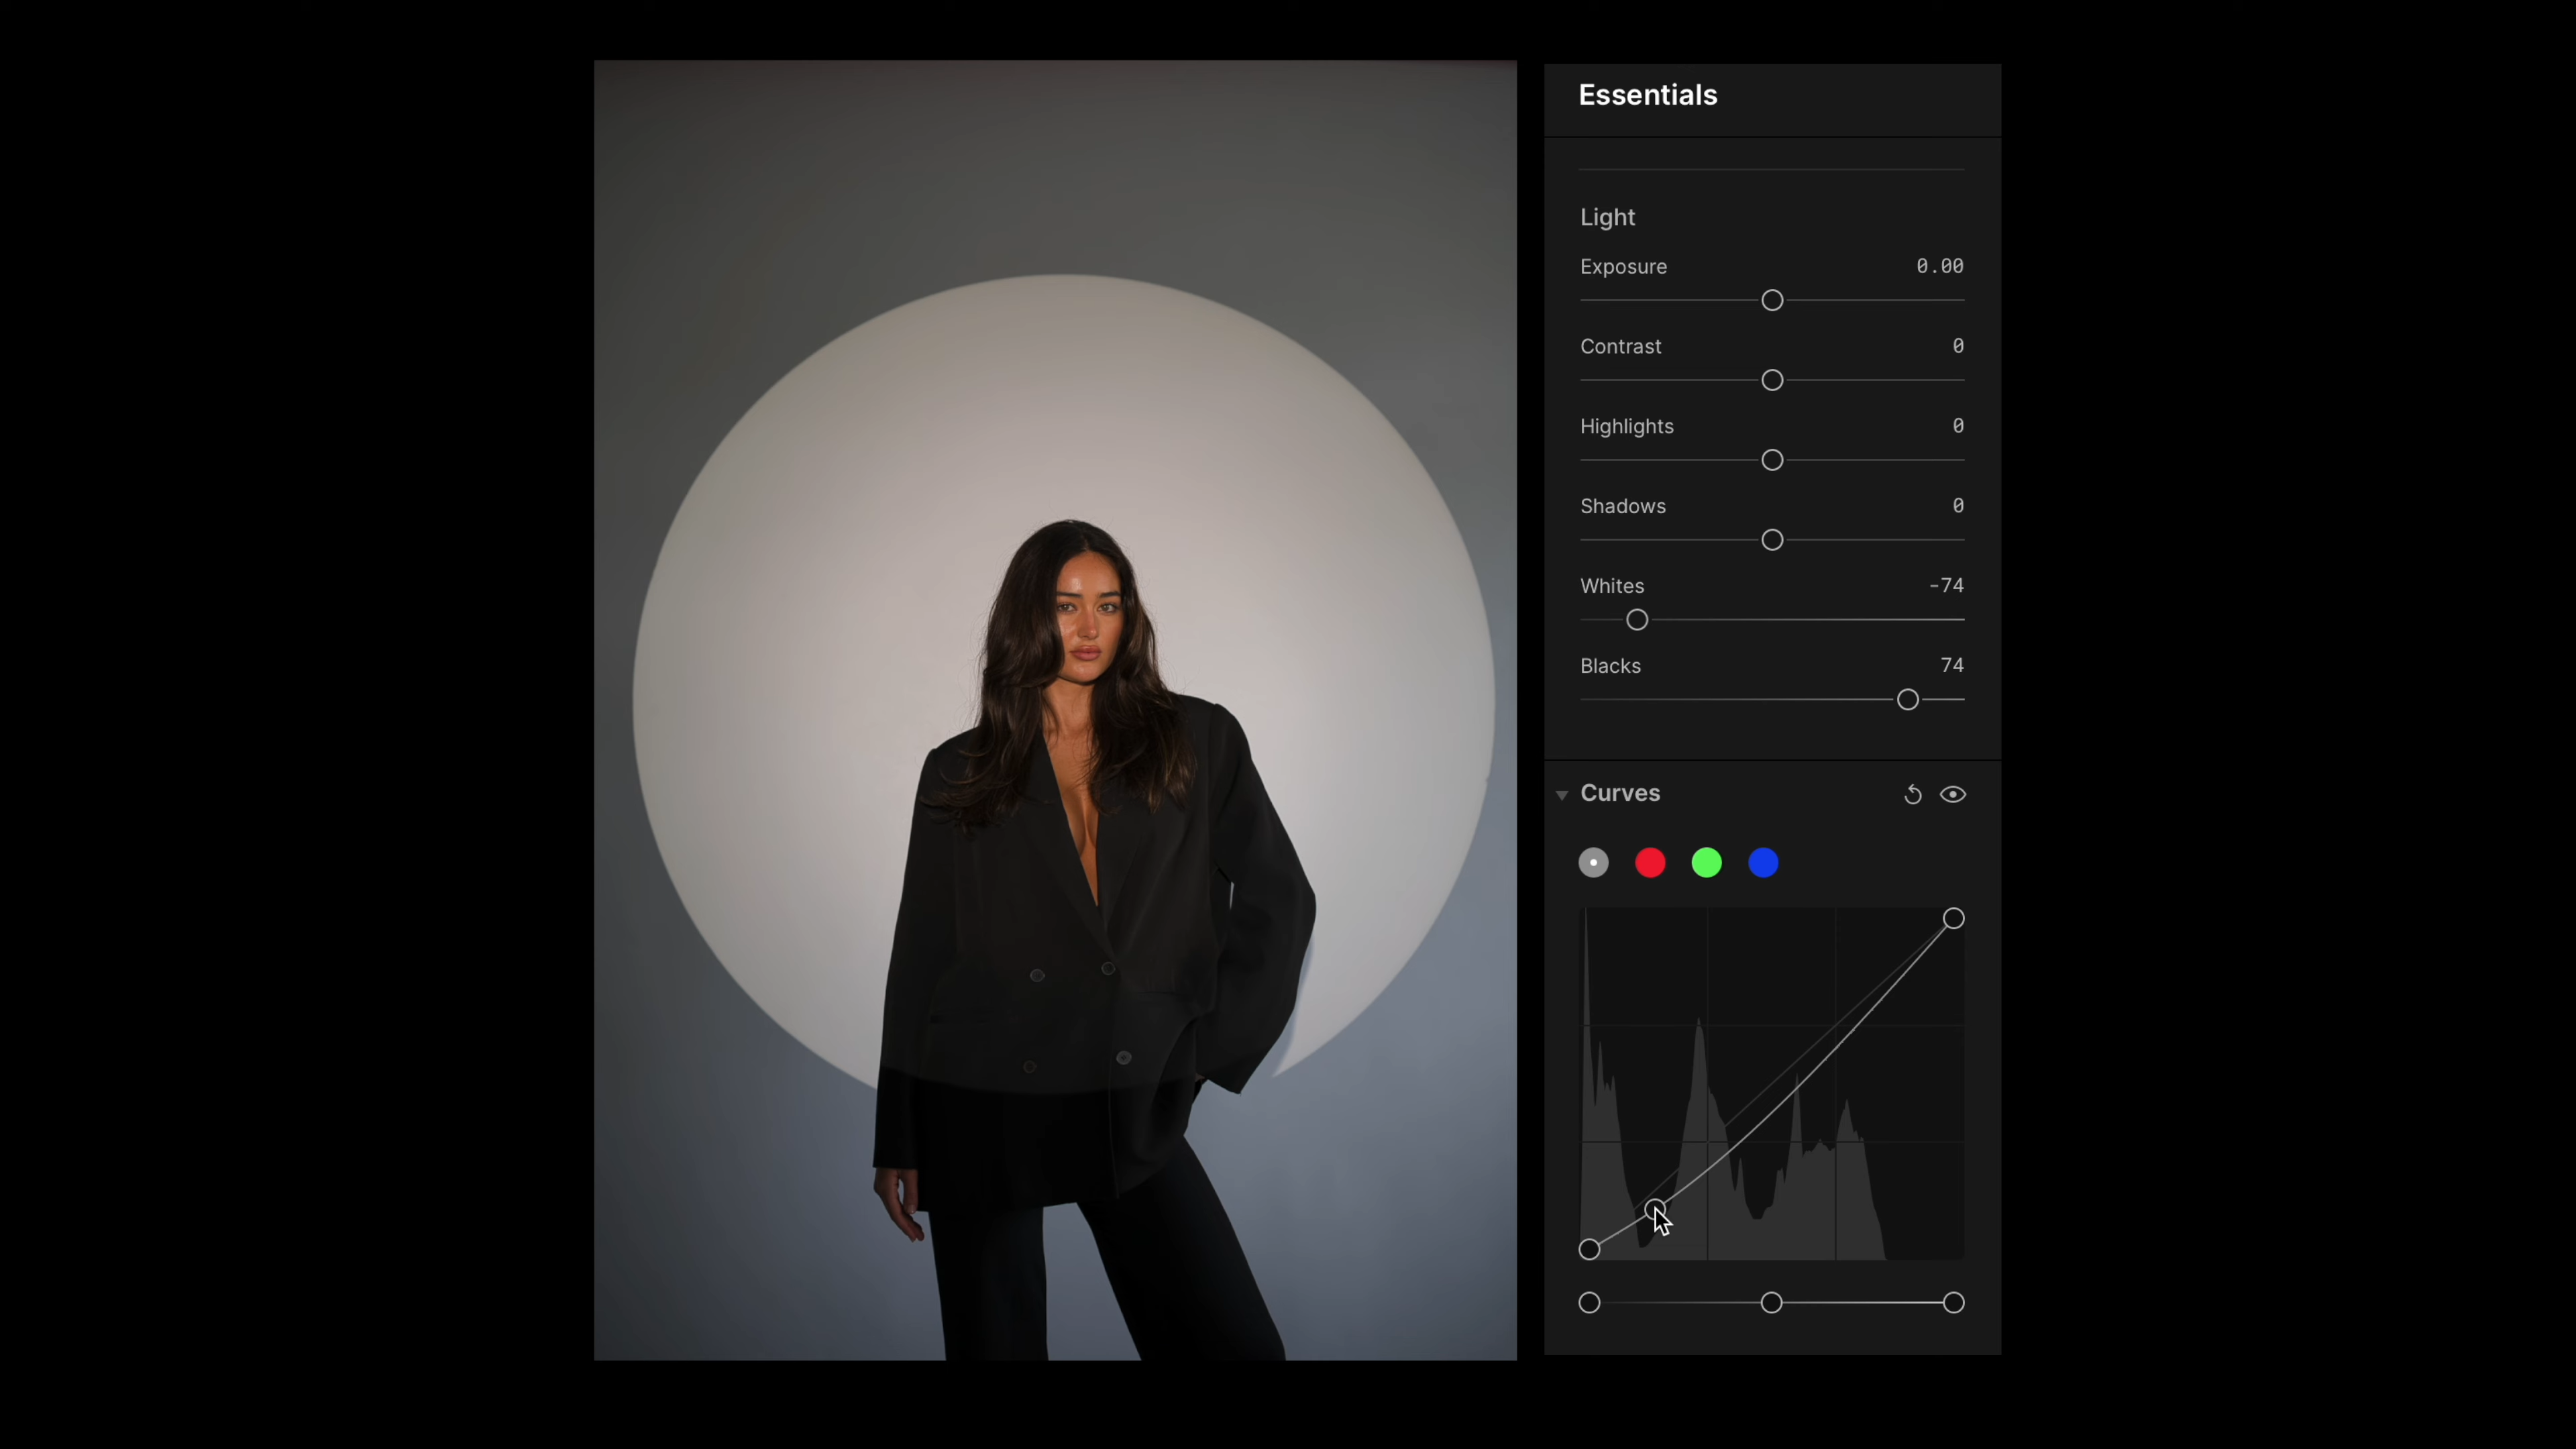 Essentials
Light
Exposure 0.00
Contrast 0
Highlights 0
Shadows 0
Whites -74
Blacks 74
Curves